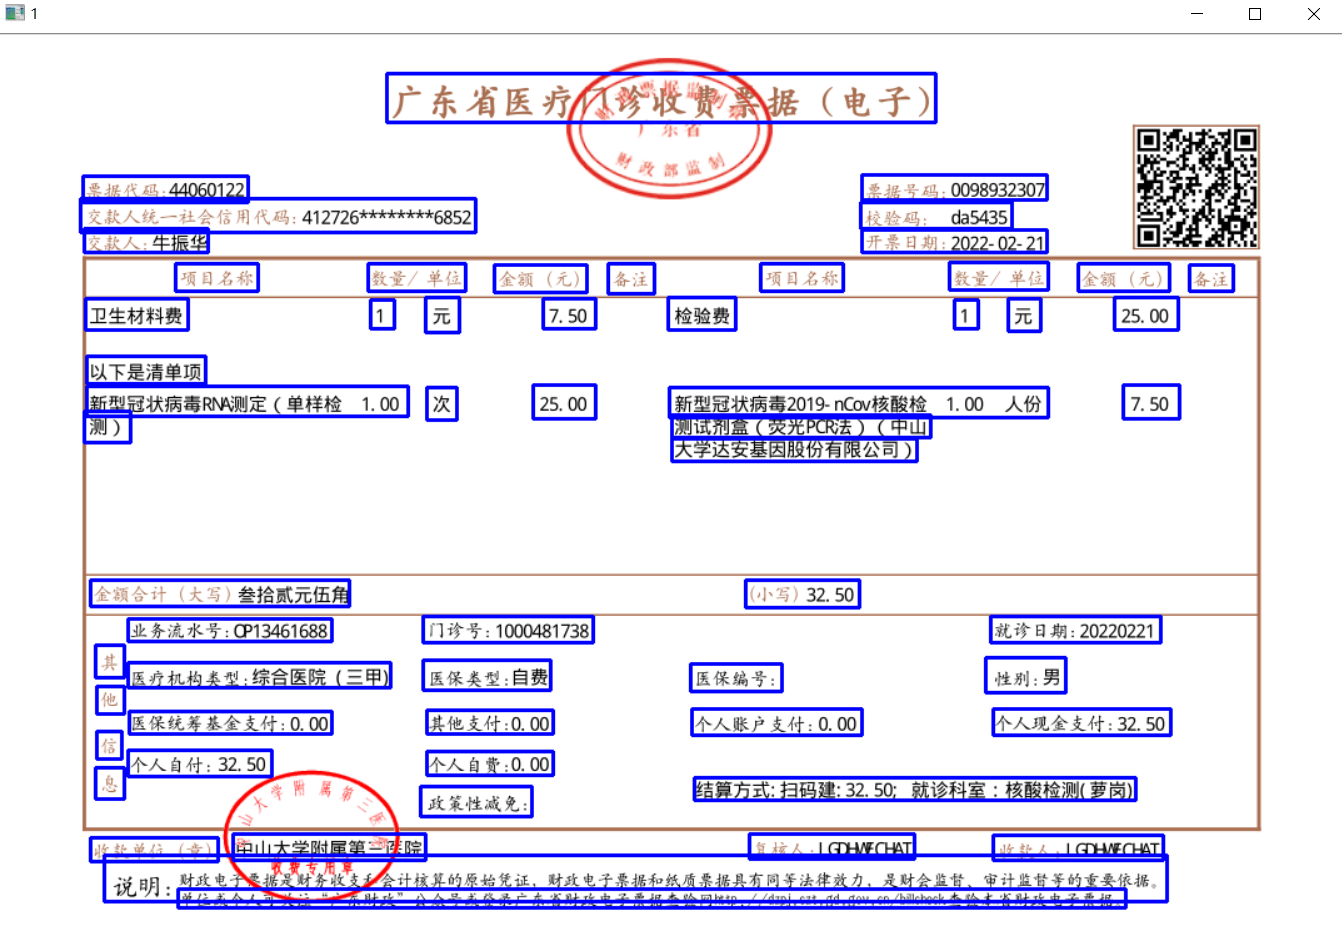 1
广东省医疗门诊收费票据（电子）
财政票据监制章
广东省
财政部监制
票据代码:44060122
票据号码:0098932307
交款人统一社会信用代码:412726********6852
校验码: da5435
交款人:牛振华
开票日期:2022-02-21
项目名称 数量/单位 金额（元） 备注 项目名称 数量/单位 金额（元） 备注
卫生材料费 1 元 7.50 检验费 1 元 25.00
以下是清单项
新型冠状病毒RNA测定（单样检 1.00 次 25.00 新型冠状病毒2019-nCov核酸检 1.00 人份 7.50
测） 测试剂盒（荧光PCR法）（中山
大学达安基因股份有限公司）
金额合计（大写）叁拾贰元伍角 (小写)32.50
业务流水号:OP13461688 门诊号:1000481738 就诊日期:20220221
其他信息
医疗机构类型:综合医院（三甲) 医保类型:自费 医保编号: 性别:男
医保统筹基金支付:0.00 其他支付:0.00 个人账户支付:0.00 个人现金支付:32.50
个人自付:32.50 个人自费:0.00
政策性减免: 结算方式:扫码建:32.50; 就诊科室：核酸检测(萝岗)
中山大学附属第三医院
收费专用章
收款单位（章） 中山大学附属第三医院 复核人:LGDHWECHAT 收款人:LGDHWECHAT
说明: 财政电子票据是财务收支和会计核算的原始凭证，财政电子票据和纸质票据具有同等法律效力，是财会监督、审计监督等的重要依据。
单位或个人可关注“广东财政”公众号或登录广东省财政电子票据查验网
查验本省财政电子票据。